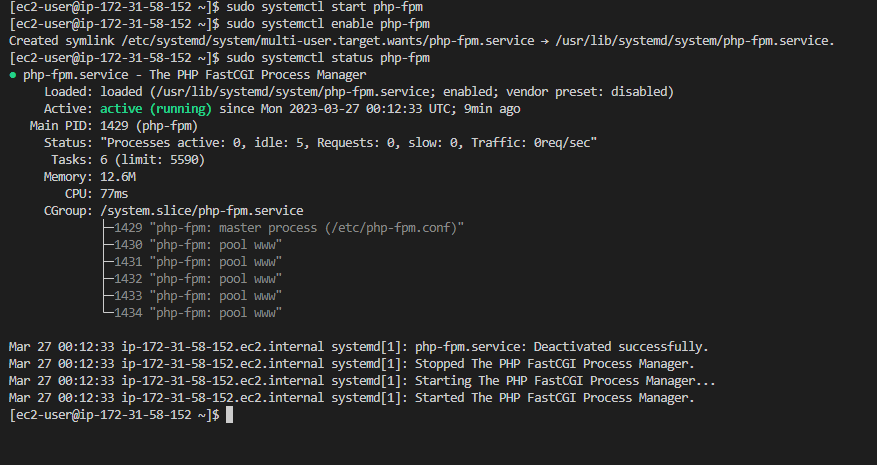 [ec2-user@ip-172-31-58-152 ~]$ sudo systemctl start php-fpm
[ec2-user@ip-172-31-58-152 ~]$ sudo systemctl enable php-fpm
Created symlink /etc/systemd/system/multi-user.target.wants/php-fpm.service → /usr/lib/systemd/system/php-fpm.service.
[ec2-user@ip-172-31-58-152 ~]$ sudo systemctl status php-fpm
● php-fpm.service - The PHP FastCGI Process Manager
     Loaded: loaded (/usr/lib/systemd/system/php-fpm.service; enabled; vendor preset: disabled)
     Active: active (running) since Mon 2023-03-27 00:12:33 UTC; 9min ago
   Main PID: 1429 (php-fpm)
     Status: "Processes active: 0, idle: 5, Requests: 0, slow: 0, Traffic: 0req/sec"
      Tasks: 6 (limit: 5590)
     Memory: 12.6M
        CPU: 77ms
     CGroup: /system.slice/php-fpm.service
             ├─1429 "php-fpm: master process (/etc/php-fpm.conf)"
             ├─1430 "php-fpm: pool www"
             ├─1431 "php-fpm: pool www"
             ├─1432 "php-fpm: pool www"
             ├─1433 "php-fpm: pool www"
             └─1434 "php-fpm: pool www"

Mar 27 00:12:33 ip-172-31-58-152.ec2.internal systemd[1]: php-fpm.service: Deactivated successfully.
Mar 27 00:12:33 ip-172-31-58-152.ec2.internal systemd[1]: Stopped The PHP FastCGI Process Manager.
Mar 27 00:12:33 ip-172-31-58-152.ec2.internal systemd[1]: Starting The PHP FastCGI Process Manager...
Mar 27 00:12:33 ip-172-31-58-152.ec2.internal systemd[1]: Started The PHP FastCGI Process Manager.
[ec2-user@ip-172-31-58-152 ~]$